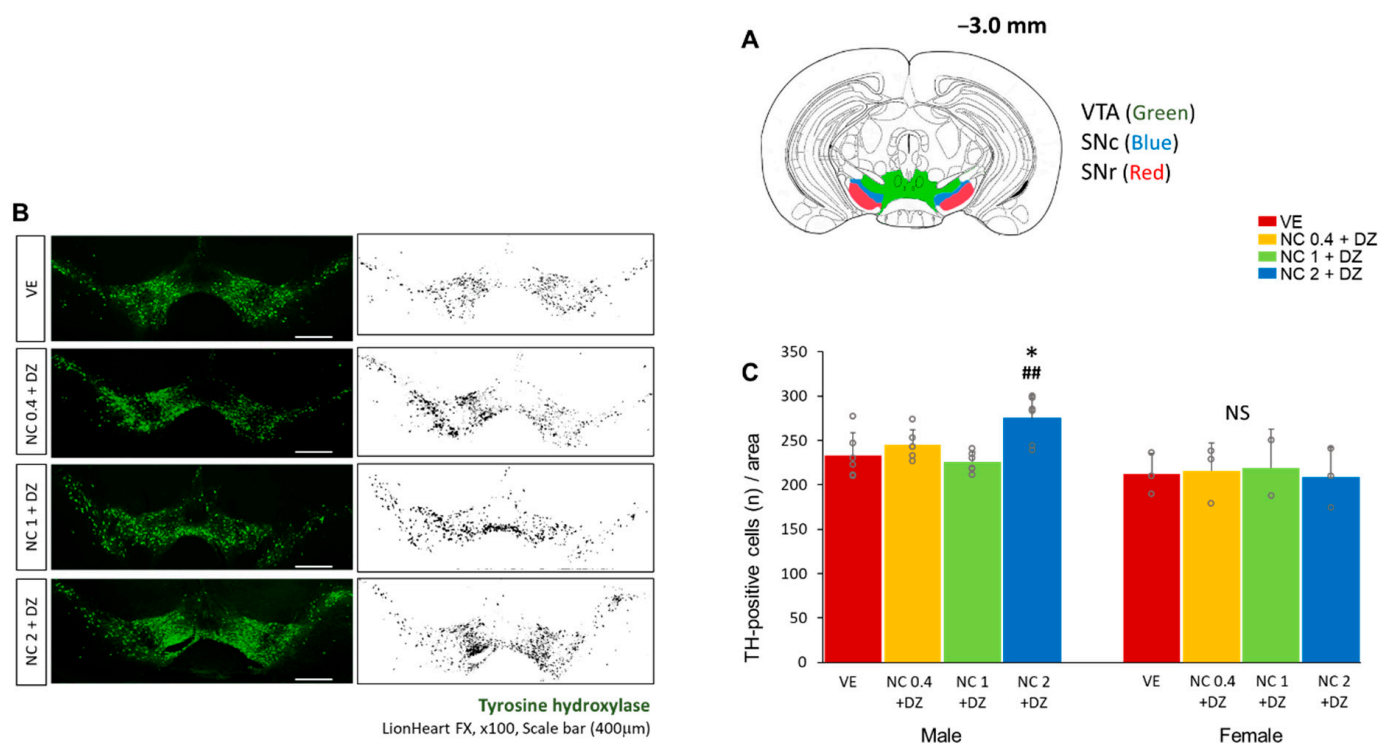 A
−3.0 mm
VTA (Green)
SNc (Blue)
SNr (Red)
B
VE
NC 0.4 + DZ
NC 1 + DZ
NC 2 + DZ
Tyrosine hydroxylase
LionHeart FX, x100, Scale bar (400μm)
VE
NC 0.4 + DZ
NC 1 + DZ
NC 2 + DZ
C
TH-positive cells (n) / area
350
300
250
200
150
100
50
0
*
##
NS
VE
NC 0.4
+DZ
NC 1
+DZ
NC 2
+DZ
VE
NC 0.4
+DZ
NC 1
+DZ
NC 2
+DZ
Male
Female